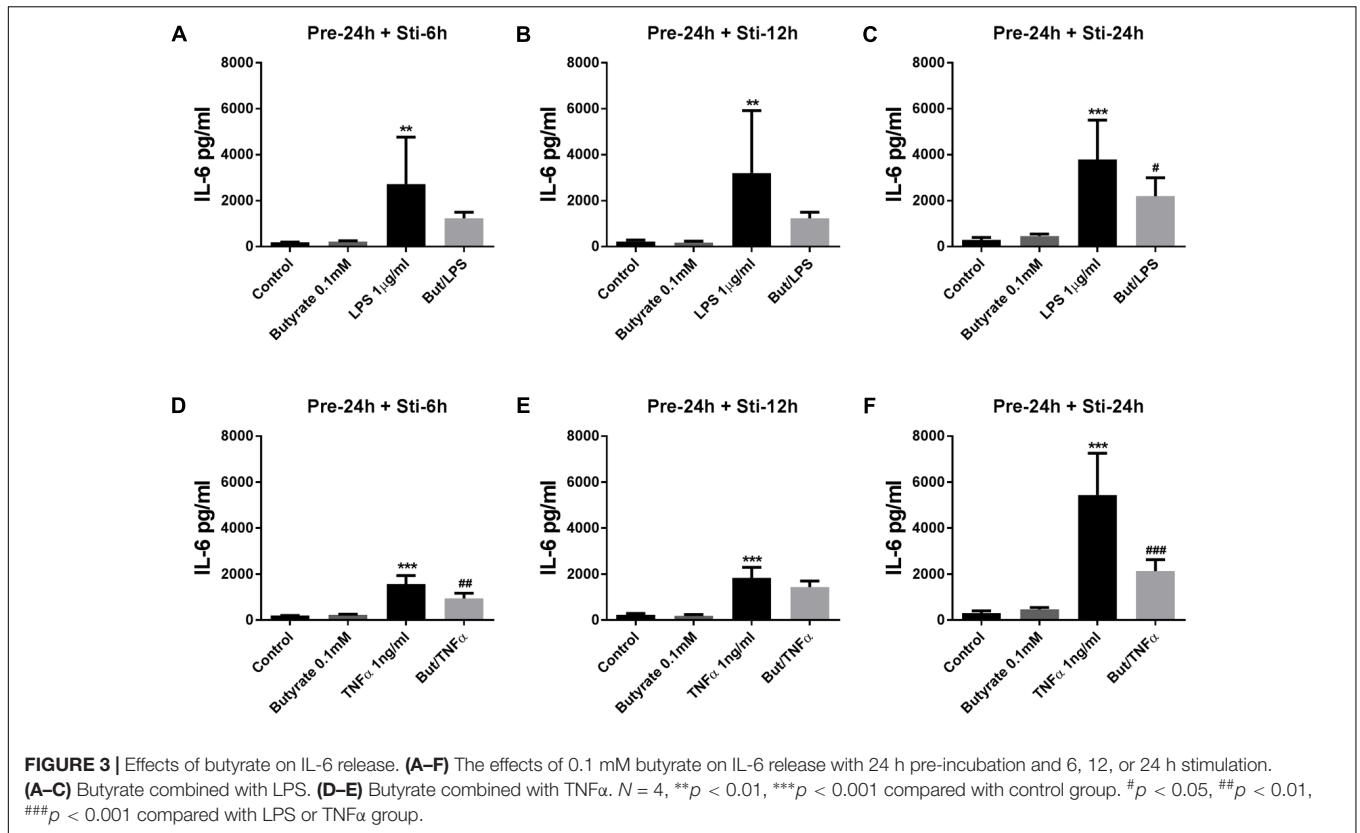 A
Pre-24h + Sti-6h
B
Pre-24h + Sti-12h
C
Pre-24h + Sti-24h
IL-6 pg/ml
8000
6000
4000
2000
0
**
Control
Butyrate 0.1mM
LPS 1μg/ml
But/LPS
IL-6 pg/ml
8000
6000
4000
2000
0
**
Control
Butyrate 0.1mM
LPS 1μg/ml
But/LPS
IL-6 pg/ml
8000
6000
4000
2000
0
***
#
Control
Butyrate 0.1mM
LPS 1μg/ml
But/LPS
D
Pre-24h + Sti-6h
E
Pre-24h + Sti-12h
F
Pre-24h + Sti-24h
IL-6 pg/ml
8000
6000
4000
2000
0
***
##
Control
Butyrate 0.1mM
TNFα 1ng/ml
But/TNFα
IL-6 pg/ml
8000
6000
4000
2000
0
***
Control
Butyrate 0.1mM
TNFα 1ng/ml
But/TNFα
IL-6 pg/ml
8000
6000
4000
2000
0
***
###
Control
Butyrate 0.1mM
TNFα 1ng/ml
But/TNFα
FIGURE 3 | Effects of butyrate on IL-6 release. (A–F) The effects of 0.1 mM butyrate on IL-6 release with 24 h pre-incubation and 6, 12, or 24 h stimulation.
(A–C) Butyrate combined with LPS. (D–E) Butyrate combined with TNFα. N = 4, **p < 0.01, ***p < 0.001 compared with control group. #p < 0.05, ##p < 0.01,
###p < 0.001 compared with LPS or TNFα group.